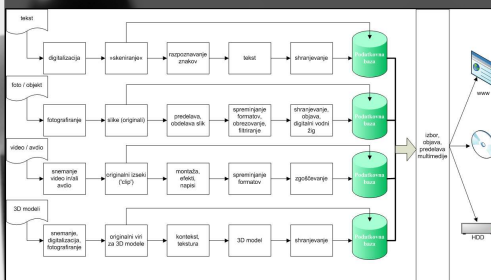 tekst
digitalizacija
»skeniranje«
razpoznavanje
znakov
tekst
shranjevanje
Podatkovna
baza
foto / objekt
fotografiranje
slike (originali)
predelava,
obdelava slik
spreminjanje
formatov,
obrezovanje,
filtriranje
shranjevanje,
objava,
digitalni vodni
žig
Podatkovna
baza
video / avdio
snemanje
video in/ali
avdio
originalni izseki
('clip')
montaža,
efekti,
napisi
spreminjanje
formatov
zgoščevanje
Podatkovna
baza
3D modeli
snemanje,
digitalizacija,
fotografiranje
originalni viri
za 3D modele
kontekst,
tekstura
3D model
shranjevanje
Podatkovna
baza
izbor,
objava,
predelava
multimedije
www
HDD